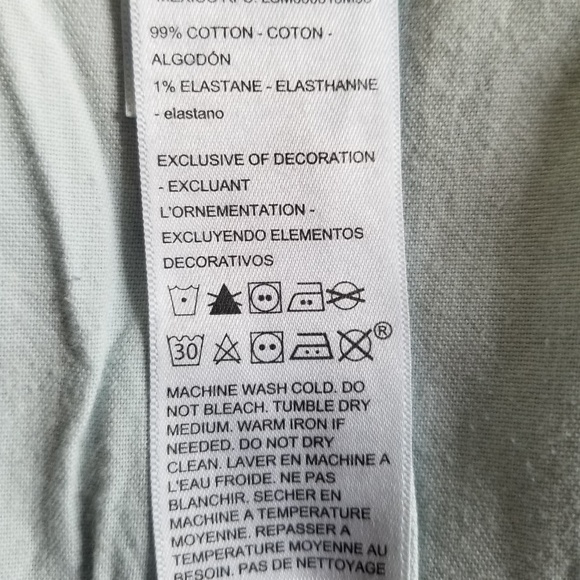 99% COTTON - COTON -
ALGODÓN
1% ELASTANE - ELASTHANNE
- elastano
EXCLUSIVE OF DECORATION
- EXCLUANT
L'ORNEMENTATION -
EXCLUYENDO ELEMENTOS
DECORATIVOS
30 ®
MACHINE WASH COLD. DO
NOT BLEACH. TUMBLE DRY
MEDIUM. WARM IRON IF
NEEDED. DO NOT DRY
CLEAN. LAVER EN MACHINE A
L'EAU FROIDE. NE PAS
BLANCHIR. SECHER EN
MACHINE A TEMPERATURE
MOYENNE. REPASSER A
TEMPERATURE MOYENNE AU
BESOIN. PAS DE NETTOYAGE